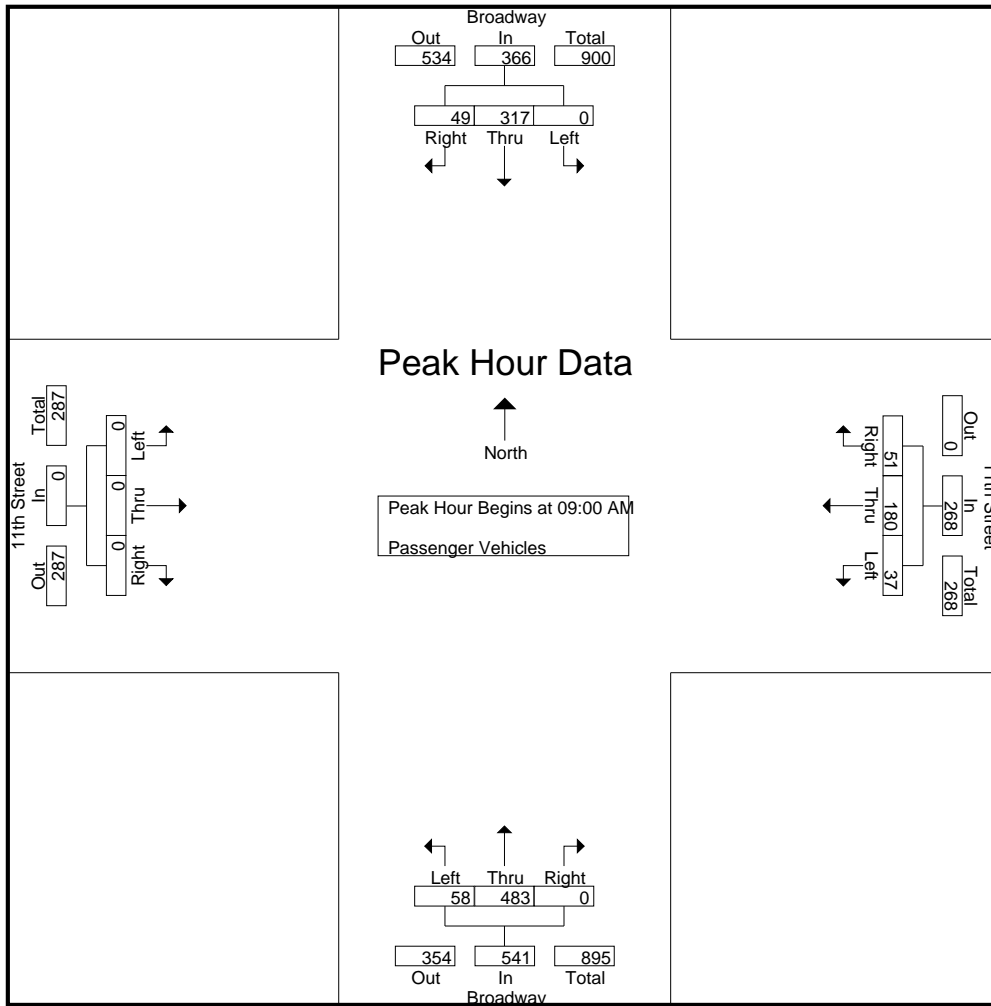 Broadway
Out In Total
534 366 900
49 317 0
Right Thru Left
Peak Hour Data
North
Peak Hour Begins at 09:00 AM
Passenger Vehicles
11th Street
Total In Out
287 0 287
0 0 0
Left Thru Right
Right Thru Left
51 180 37
0 268 268
Out In Total
11th Street
Left Thru Right
58 483 0
354 541 895
Out In Total
Broadway